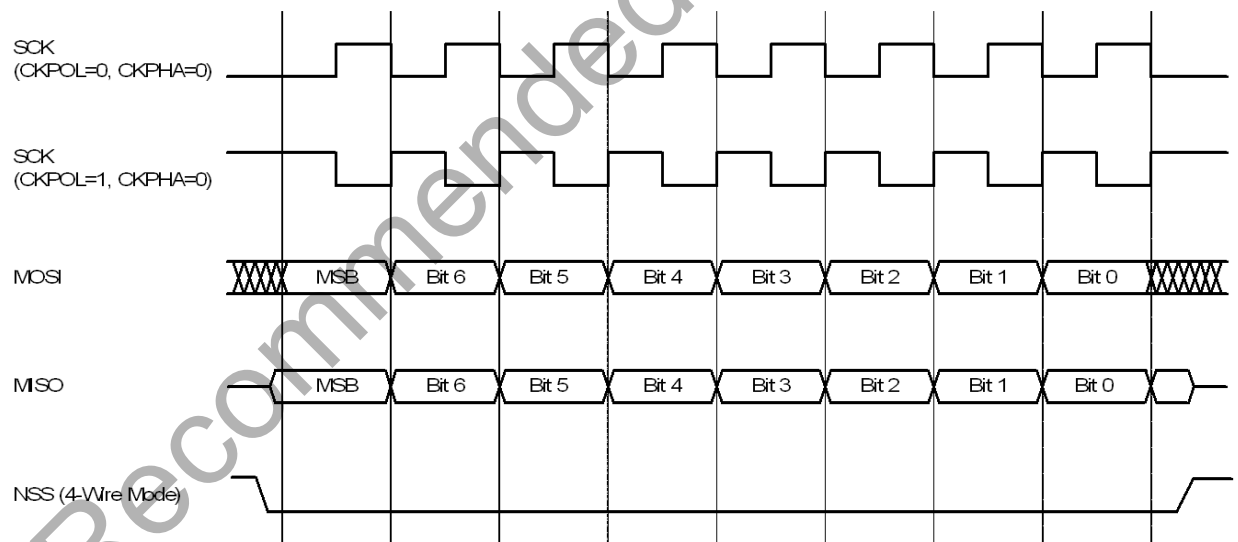 SCK
(CKPOL=0, CKPHA=0)
SCK
(CKPOL=1, CKPHA=0)
MOSI
MSB Bit 6 Bit 5 Bit 4 Bit 3 Bit 2 Bit 1 Bit 0
MISO
MSB Bit 6 Bit 5 Bit 4 Bit 3 Bit 2 Bit 1 Bit 0
NSS (4-Wire Mode)
Recommended